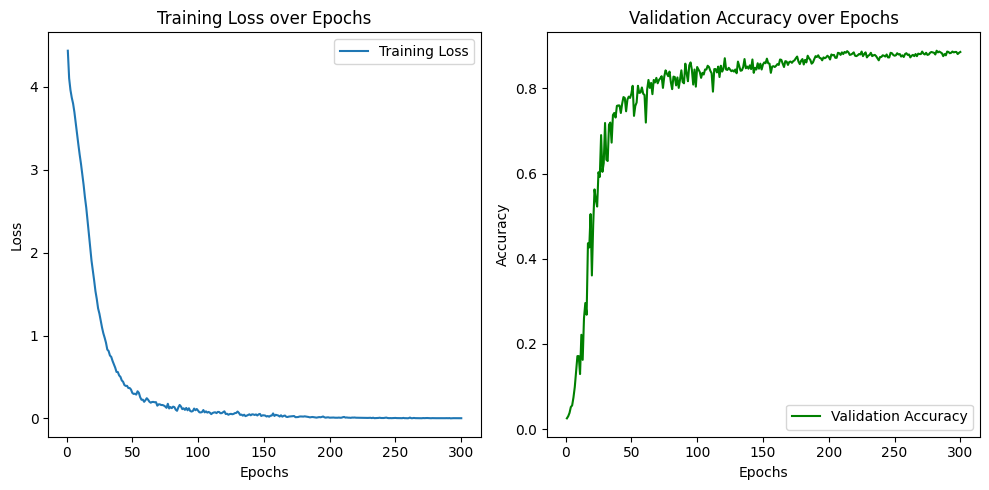 Training Loss over Epochs
Training Loss
4
3
2
1
0
Loss
0 50 100 150 200 250 300
Epochs
Validation Accuracy over Epochs
0.8
0.6
0.4
0.2
0.0
Accuracy
Validation Accuracy
0 50 100 150 200 250 300
Epochs